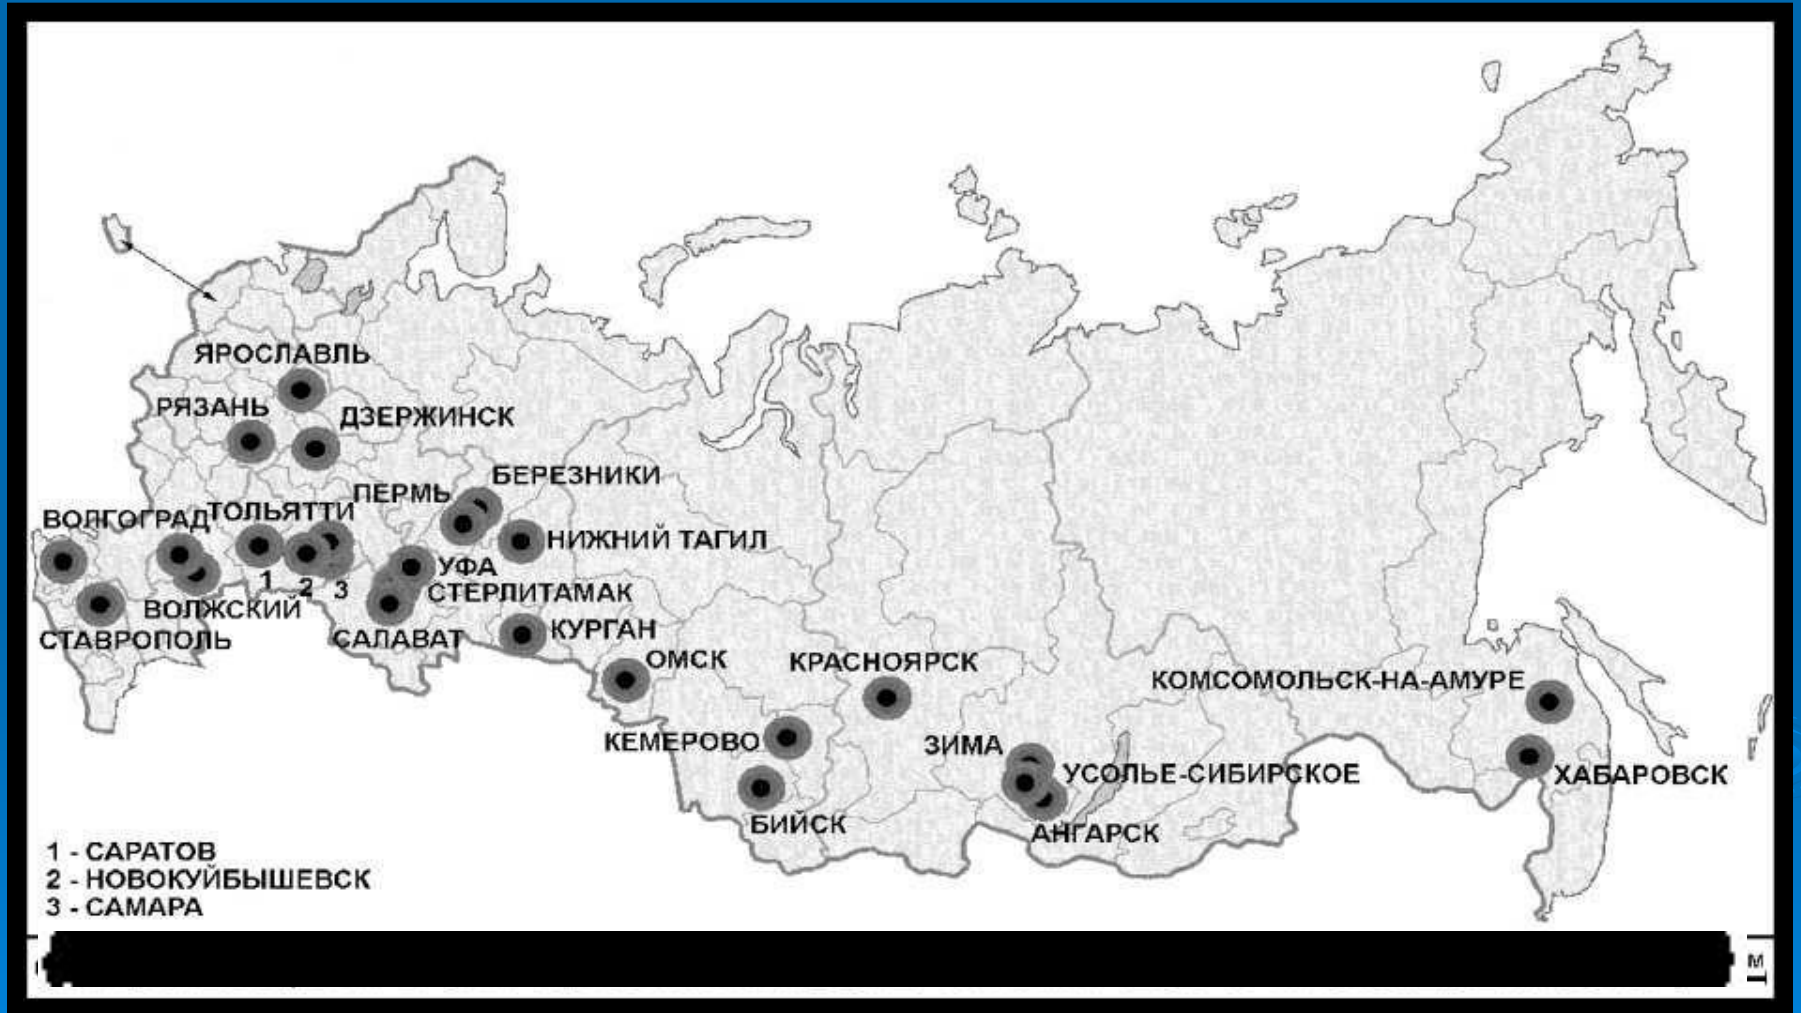 ЯРОСЛАВЛЬ
РЯЗАНЬ
ДЗЕРЖИНСК
БЕРЕЗНИКИ
ПЕРМЬ
ТОЛЬЯТТИ
ВОЛГОГРАД
НИЖНИЙ ТАГИЛ
УФА
1
2
3
СТЕРЛИТАМАК
ВОЛЖСКИЙ
СТАВРОПОЛЬ
САЛАВАТ
КУРГАН
ОМСК
КРАСНОЯРСК
КОМСОМОЛЬСК-НА-АМУРЕ
КЕМЕРОВО
ЗИМА
УСОЛЬЕ-СИБИРСКОЕ
ХАБАРОВСК
БИЙСК
АНГАРСК
1 - САРАТОВ
2 - НОВОКУЙБЫШЕВСК
3 - САМАРА
м